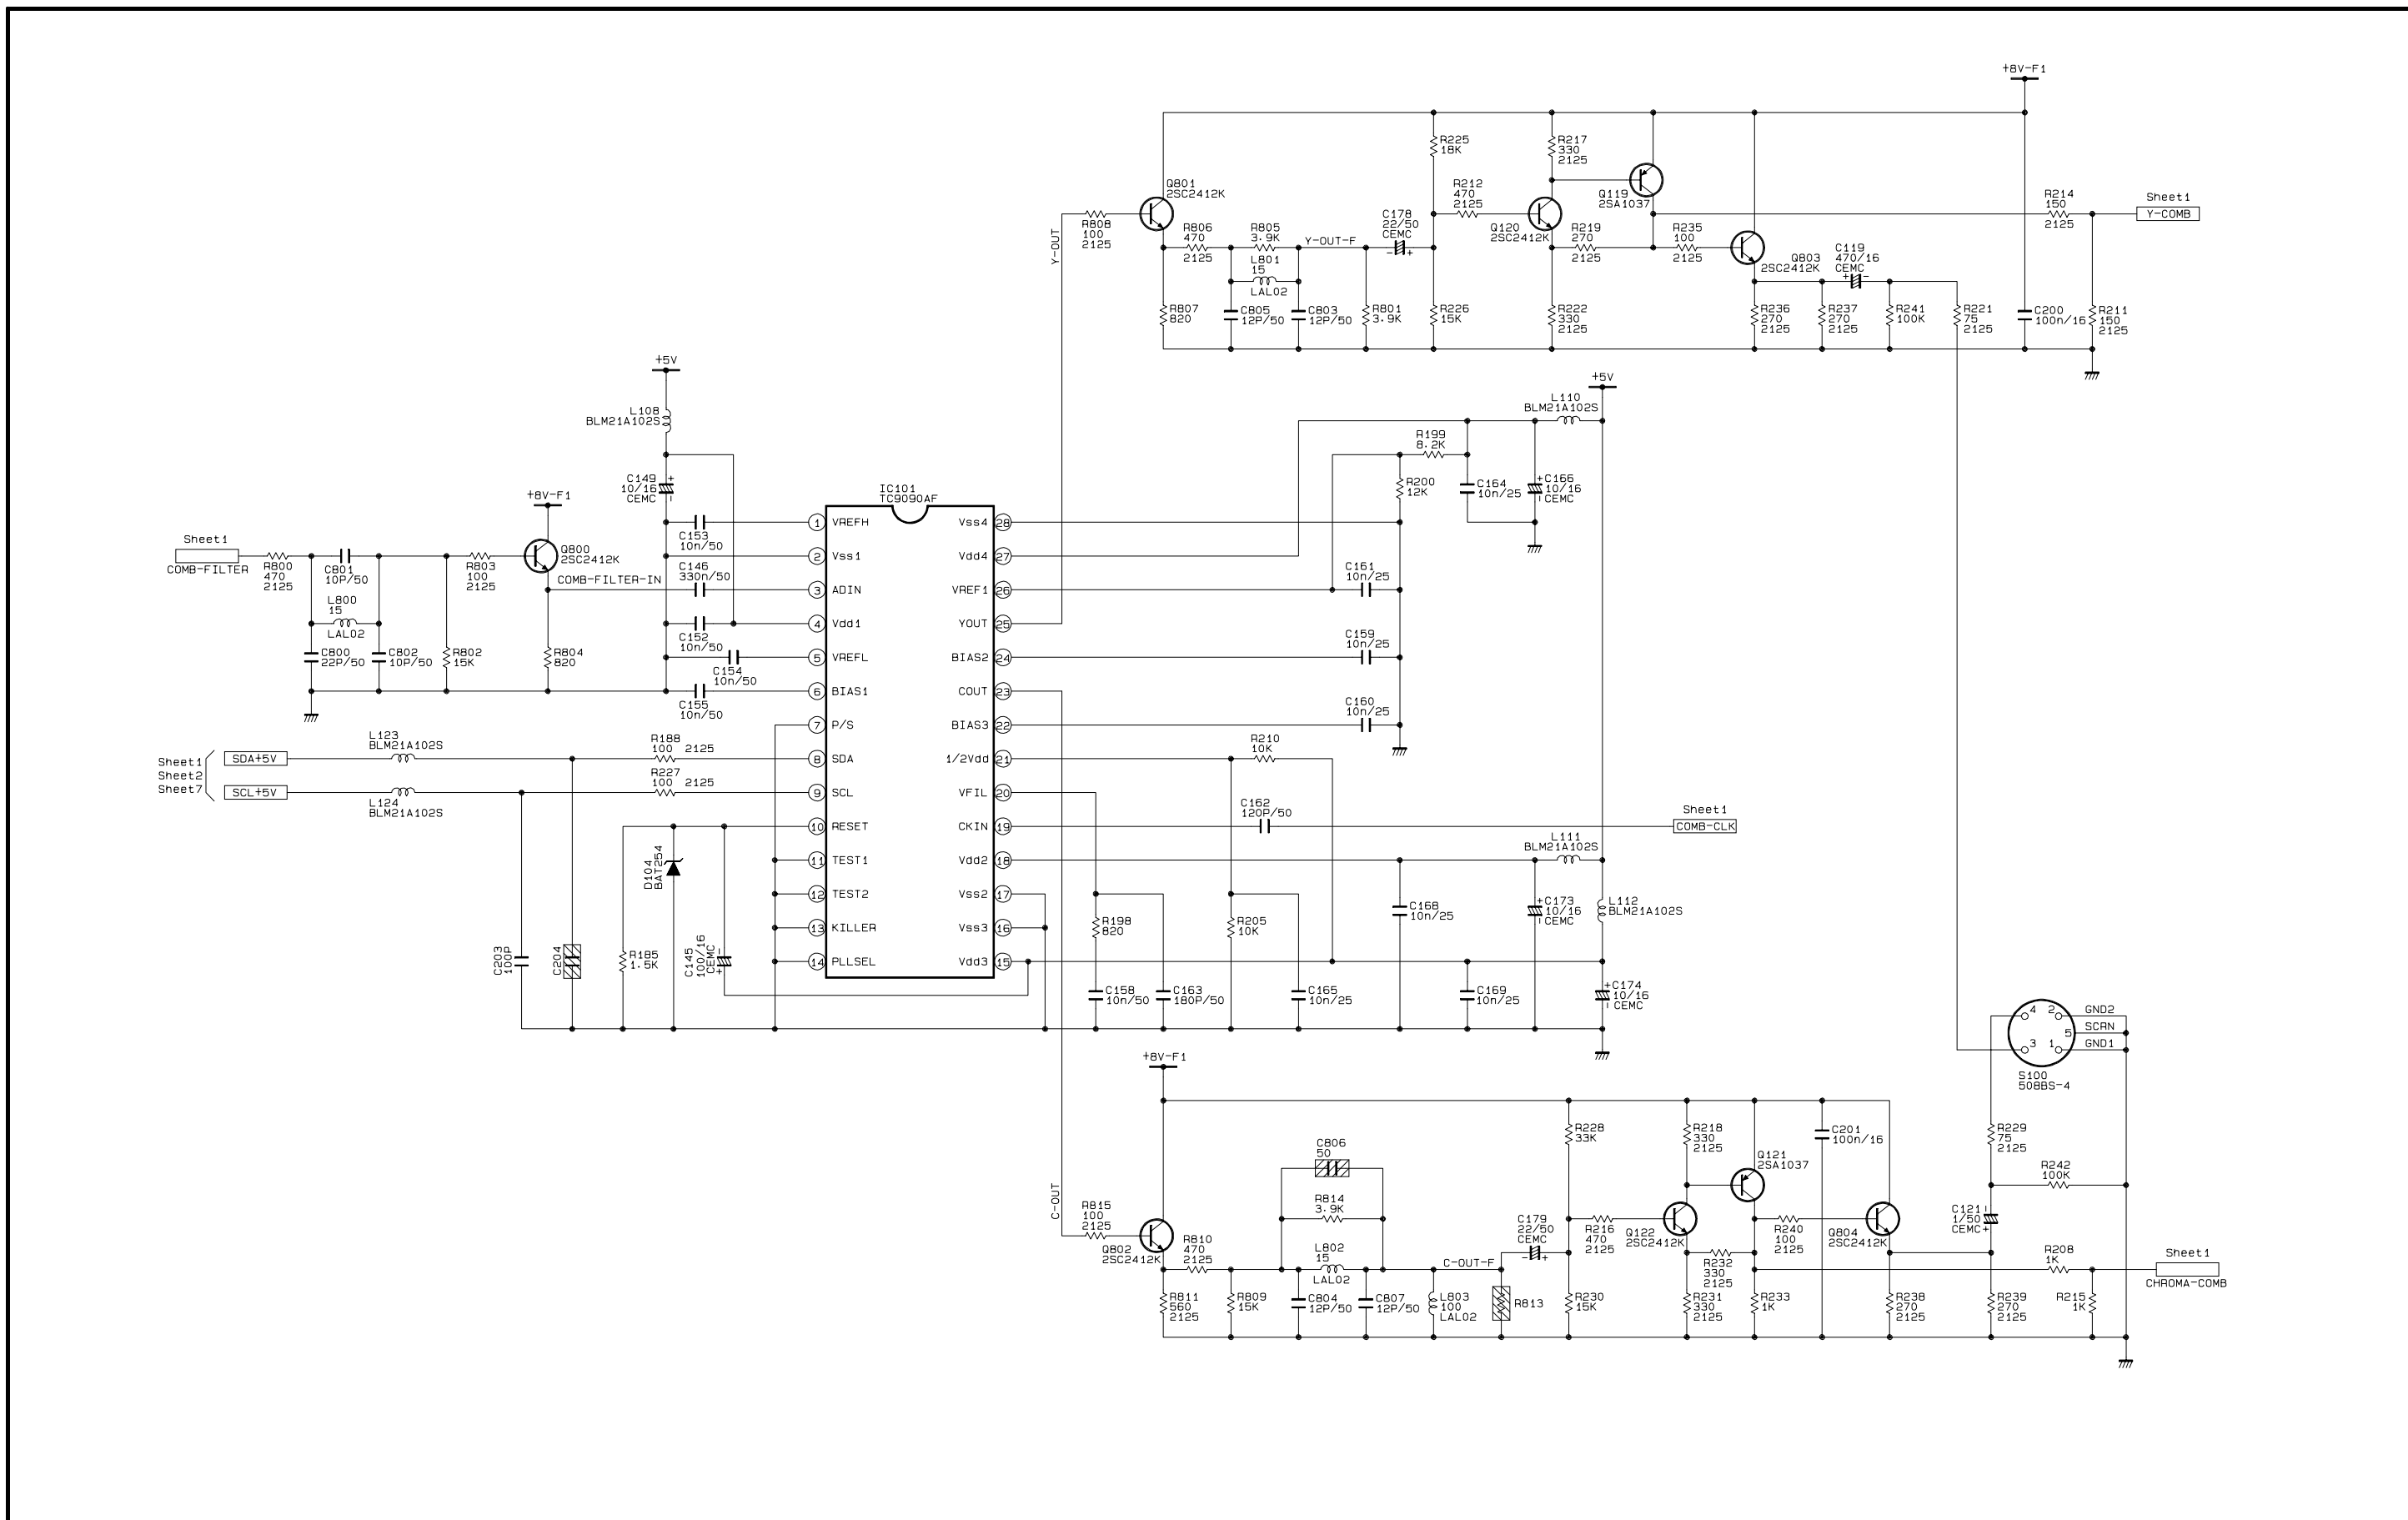 +8V-F1
R225
18K
R217
330
2125
Q801
2SC2412K
R212
470
2125
Q119
2SA1037
R214
150
2125
Sheet1
Y-COMB
R808
100
2125
Y-OUT
R806
470
2125
R805
3.9K
Y-OUT-F
C178
22/50
CEMC
- +
Q120
2SC2412K
R219
270
2125
R235
100
2125
Q803
2SC2412K
C119
470/16
CEMC
+ -
L801
15
LAL02
R807
820
C805
12P/50
C803
12P/50
R801
3.9K
R226
15K
R222
330
2125
R236
270
2125
R237
270
2125
R241
100K
R221
75
2125
C200
100n/16
R211
150
2125
+5V
L108
BLM21A102S
+5V
L110
BLM21A102S
R199
8.2K
C149
10/16
CEMC
+
-
R200
12K
C164
10n/25
+C166
10/16
- CEMC
+8V-F1
IC101
TC9090AF
1 VREFH
2 Vss1
3 ADIN
4 Vdd1
5 VREFL
6 BIAS1
7 P/S
8 SDA
9 SCL
10 RESET
11 TEST1
12 TEST2
13 KILLER
14 PLLSEL
Vss4 28
Vdd4 27
VREF1 26
YOUT 25
BIAS2 24
COUT 23
BIAS3 22
1/2Vdd 21
VFIL 20
CKIN 19
Vdd2 18
Vss2 17
Vss3 16
Vdd3 15
C153
10n/50
Sheet1
COMB-FILTER
R800
470
2125
C801
10P/50
R803
100
2125
Q800
2SC2412K
COMB-FILTER-IN
C146
330n/50
L800
15
LAL02
C800
22P/50
C802
10P/50
R802
15K
R804
820
C152
10n/50
C154
10n/50
C155
10n/50
C161
10n/25
C159
10n/25
C160
10n/25
Sheet1
Sheet2
Sheet7
SDA+5V
SCL+5V
L123
BLM21A102S
L124
BLM21A102S
R188
100 2125
R227
100 2125
R210
10K
C162
120P/50
Sheet1
COMB-CLK
L111
BLM21A102S
D104
BAT254
C203
100P
C204
R185
1.5K
C145
100/16
CEMC
-
+
R198
820
R205
10K
C168
10n/25
+C173
10/16
- CEMC
L112
BLM21A102S
C158
10n/50
C163
180P/50
C165
10n/25
C169
10n/25
+C174
10/16
- CEMC
4 2
5
3 1
GND2
SCRN
GND1
S100
508BS-4
+8V-F1
C-OUT
R815
100
2125
Q802
2SC2412K
R810
470
2125
C806
50
R814
3.9K
L802
15
LAL02
C-OUT-F
C179
22/50
CEMC
- +
R228
33K
R216
470
2125
R218
330
2125
Q121
2SA1037
Q122
2SC2412K
R232
330
2125
R240
100
2125
C201
100n/16
Q804
2SC2412K
R229
75
2125
R242
100K
C121
1/50
CEMC+
-
R208
1K
Sheet1
CHROMA-COMB
R811
560
2125
R809
15K
C804
12P/50
C807
12P/50
L803
100
LAL02
R813
R230
15K
R231
330
2125
R233
1K
R238
270
2125
R239
270
2125
R215
1K